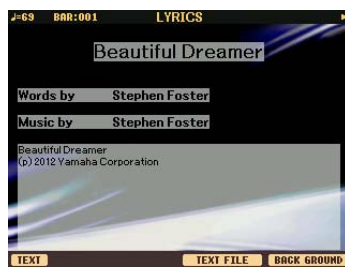 ♩=69 BAR:001 LYRICS
Beautiful Dreamer
Words by Stephen Foster
Music by Stephen Foster
Beautiful Dreamer
(p) 2012 Yamaha Corporation
TEXT TEXT FILE BACK GROUND